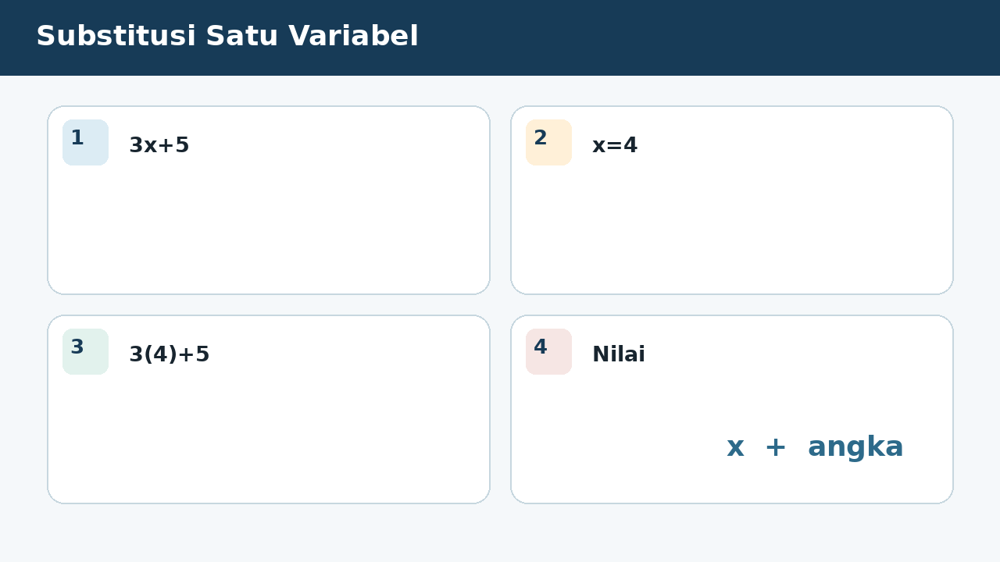 Substitusi Satu Variabel
1 3x+5
2 x=4
3 3(4)+5
4 Nilai
x + angka